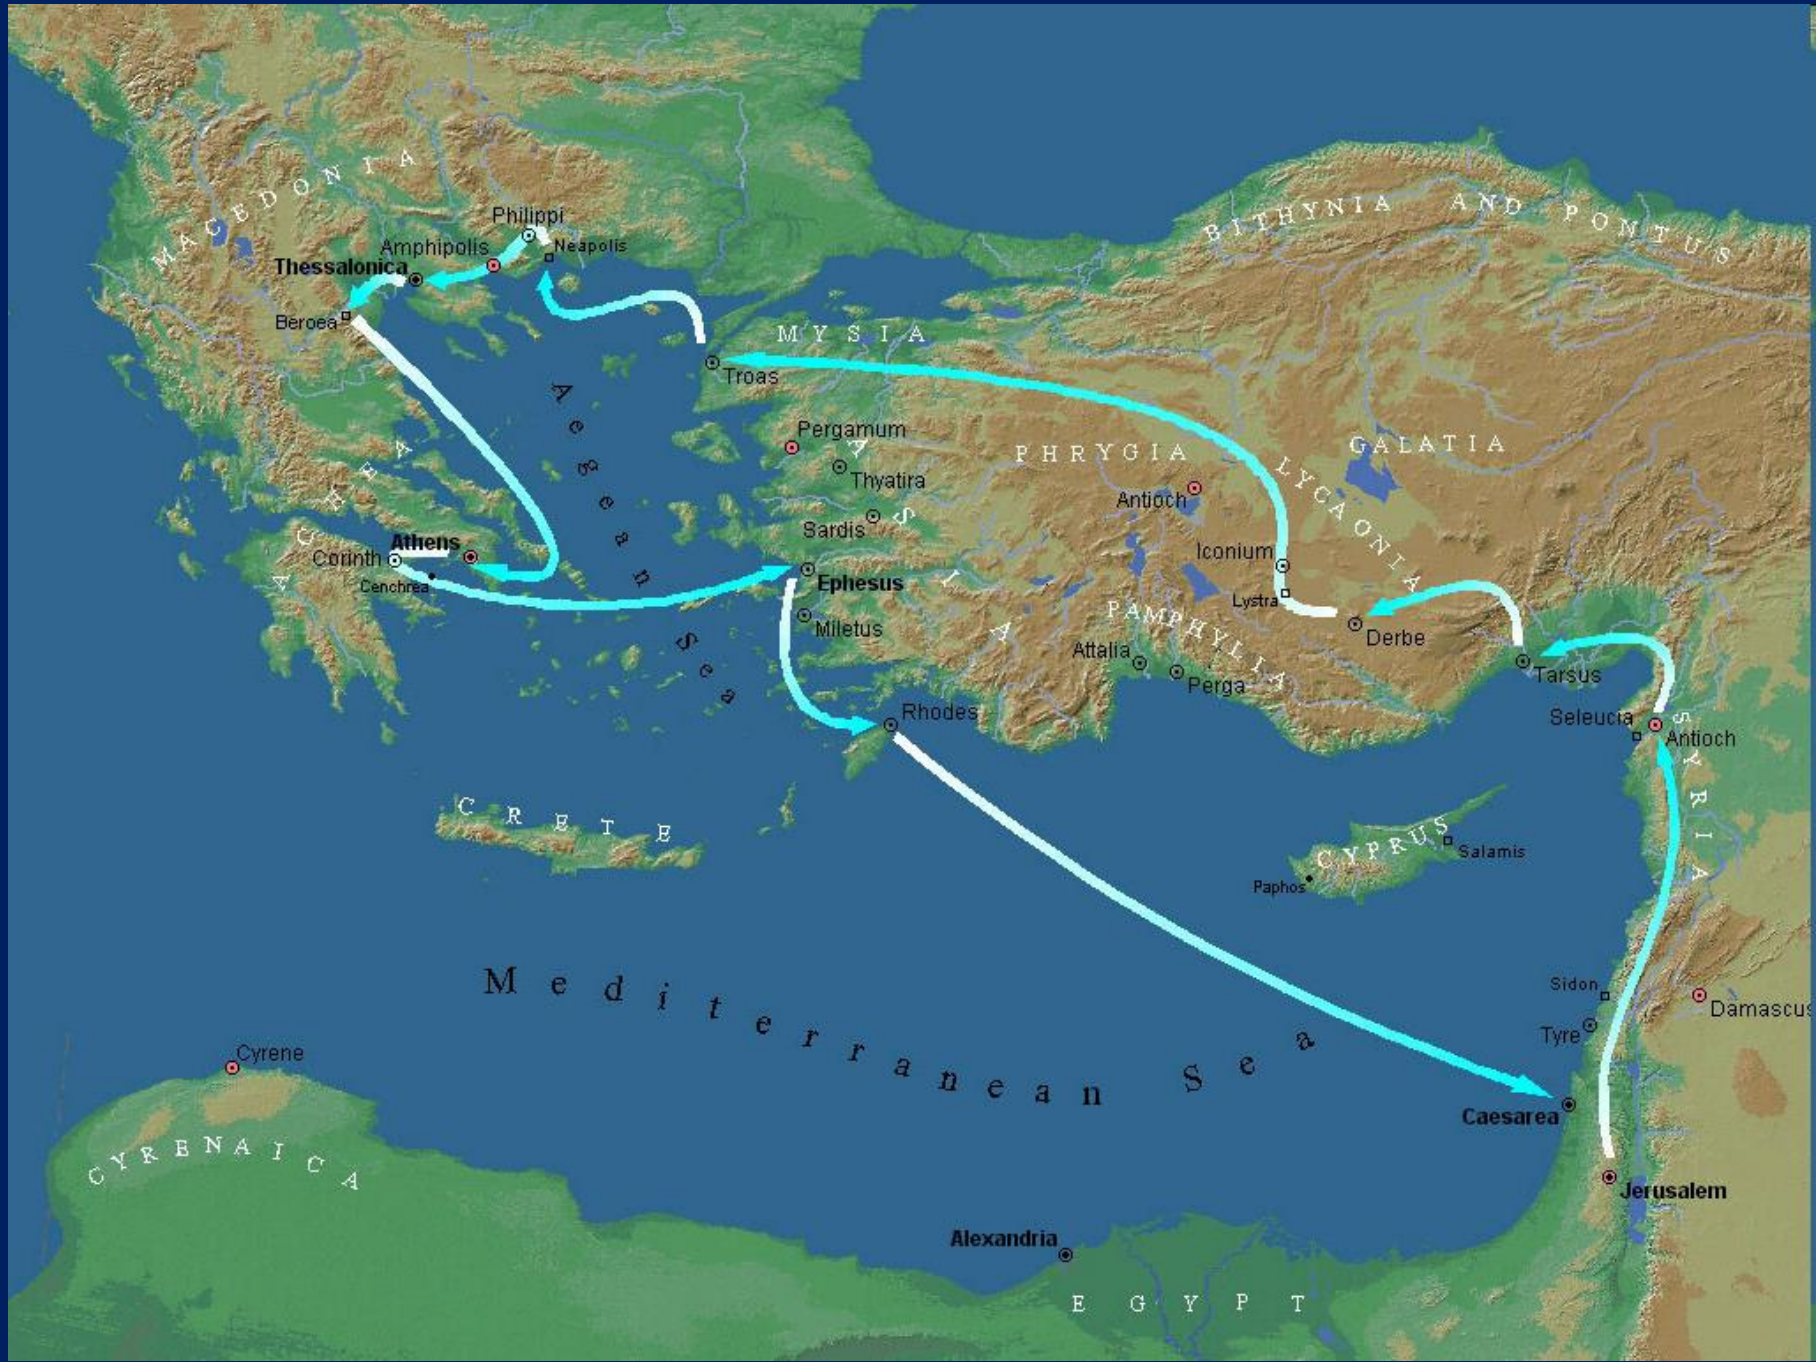 MACEDONIA
BITHYNIA AND PONTUS
Philippi
Neapolis
Amphipolis
Thessalonica
Beroea
MYSIA
Troas
Aegean Sea
Pergamum
Thyatira
Sardis
ASIA
PHRYGIA
GALATIA
LYCAONIA
Antioch
ACHEA
Corinth
Athens
Cenchrea
Ephesus
Miletus
Iconium
Lystra
Derbe
PAMPHYLLIA
Attalia
Perga
Tarsus
Rhodes
Seleucia
Antioch
SYRIA
CRETE
CYPRUS
Salamis
Paphos
Mediterranean Sea
Sidon
Tyre
Damascus
Cyrene
CYRENAICA
Caesarea
Jerusalem
Alexandria
EGYPT